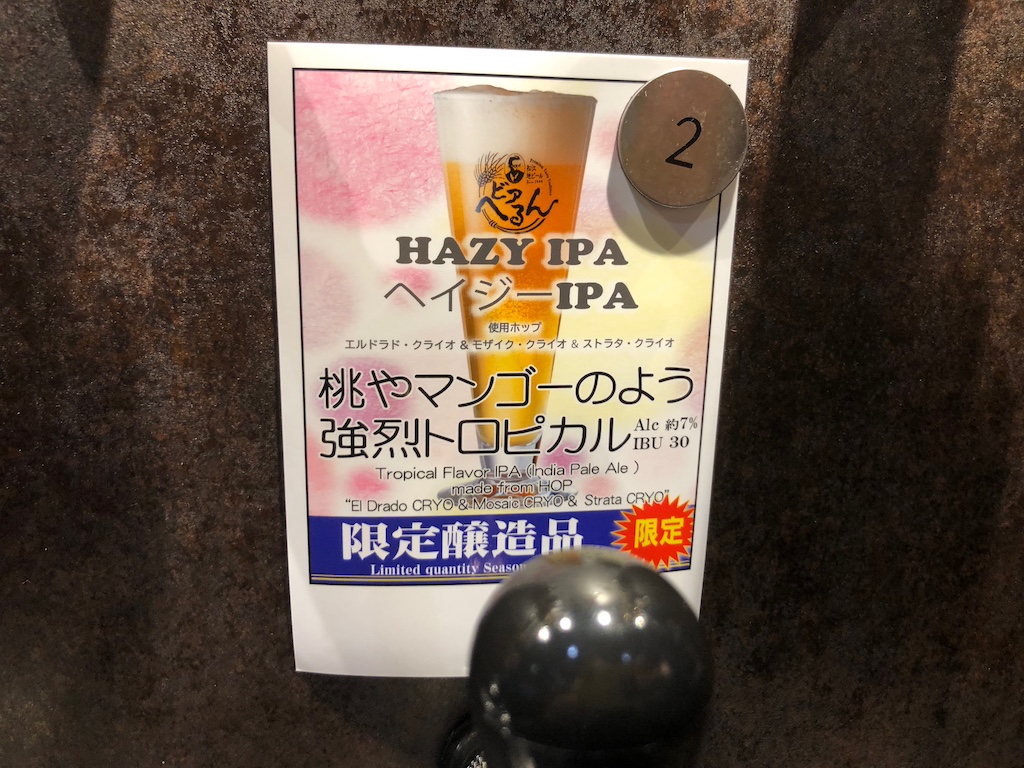 2
ビアへるん
HAZY IPA
ヘイジーIPA
使用ホップ
エルドラド・クライオ & モザイク・クライオ & ストラタ・クライオ
桃やマンゴーのよう
強烈トロピカル
Alc 約7%
IBU 30
Tropical Flavor IPA (India Pale Ale )
made from HOP
“El Drado CRYO & Mosaic CRYO & Strata CRYO”
限定醸造品
限定
Limited quantity